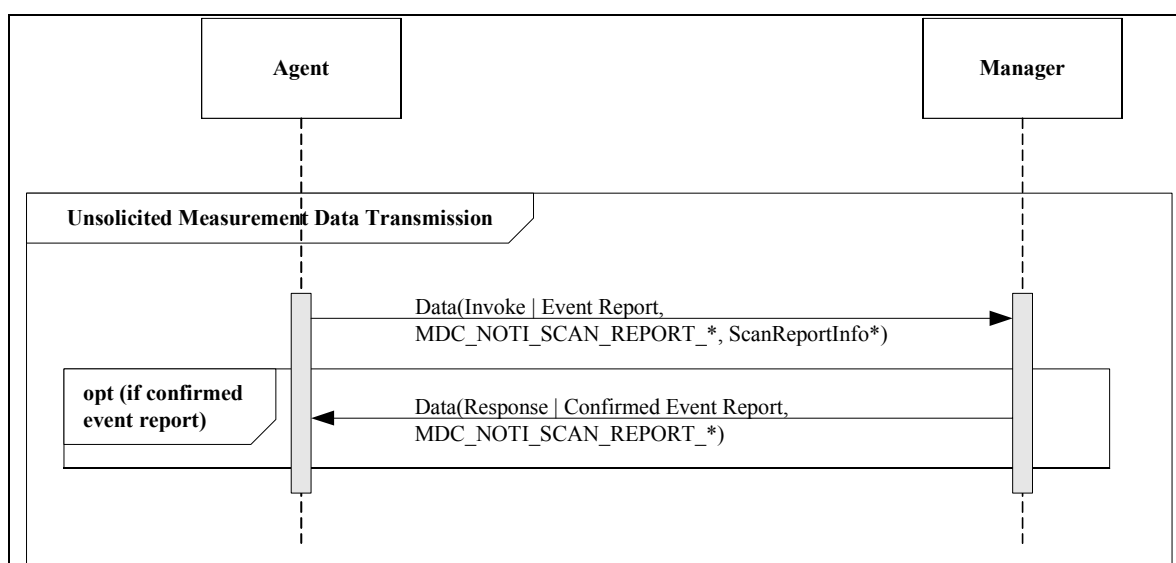 Agent
Manager
Unsolicited Measurement Data Transmission
Data(Invoke | Event Report,
MDC_NOTI_SCAN_REPORT_*, ScanReportInfo*)
opt (if confirmed
event report)
Data(Response | Confirmed Event Report,
MDC_NOTI_SCAN_REPORT_*)